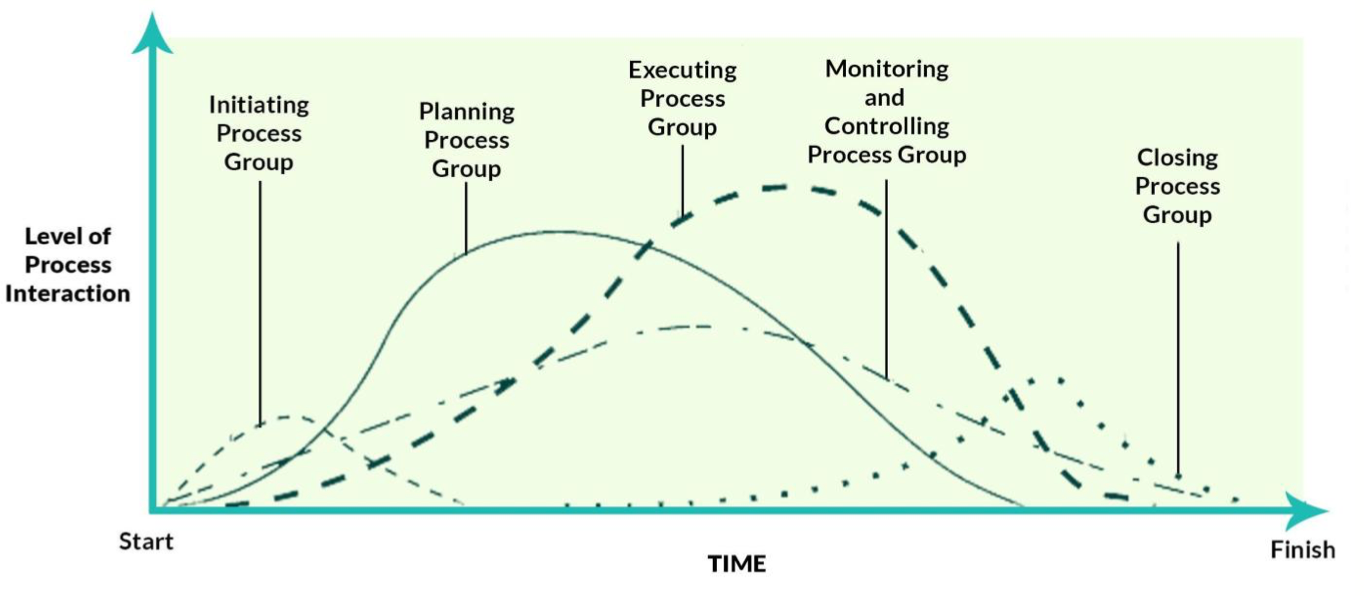 Initiating
Process
Group
Planning
Process
Group
Executing
Process
Group
Monitoring
and
Controlling
Process Group
Closing
Process
Group
Level of
Process
Interaction
Start
TIME
Finish